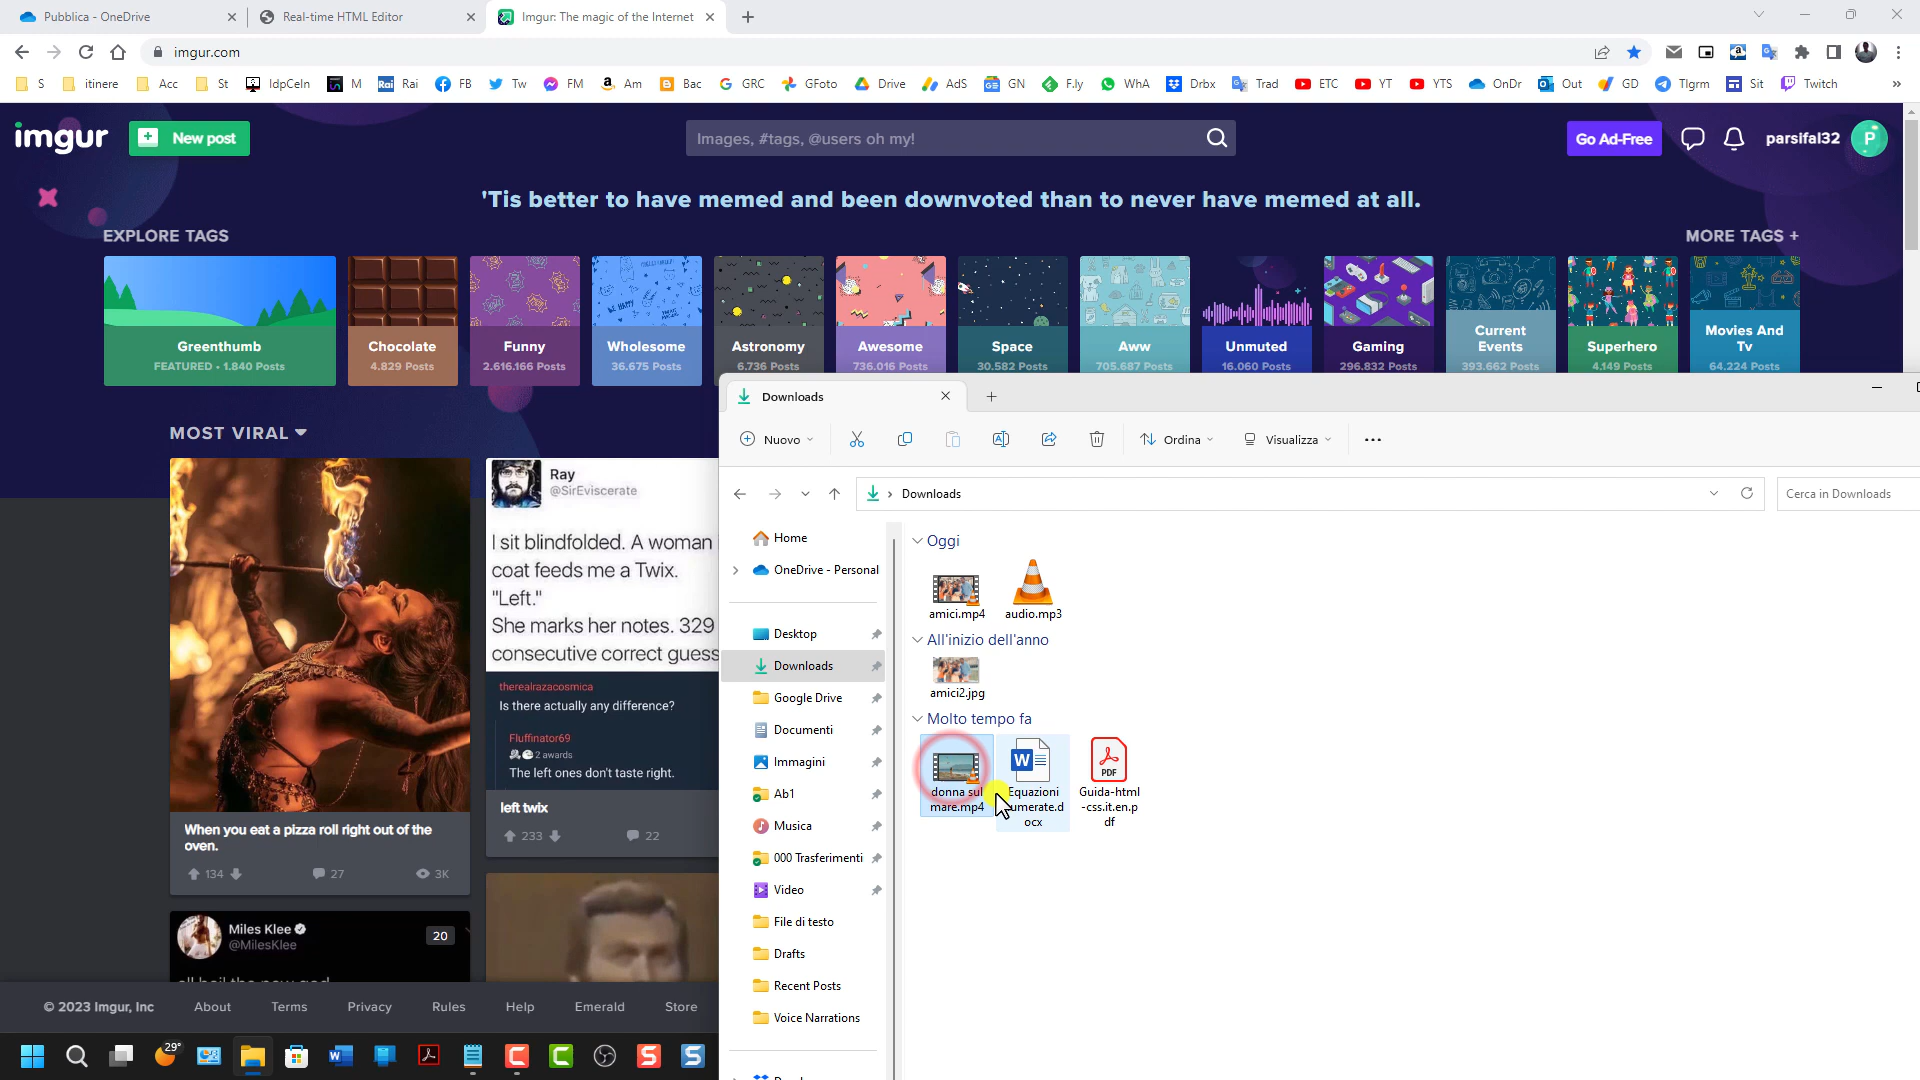 Pubblica - OneDrive
Real-time HTML Editor
Imgur: The magic of the Internet
imgur.com
S
itinere
Acc
St
IdpCeIn
M
Rai
Rai
FB
Tw
FM
Am
Bac
GRC
GFoto
Drive
AdS
GN
F.ly
WhA
Drbx
Trad
ETC
YT
YTS
OnDr
Out
GD
Tlgrm
Sit
Twitch
»
imgur
New post
Images, #tags, @users oh my!
Go Ad-Free
parsifal32
P
'Tis better to have memed and been downvoted than to never have memed at all.
EXPLORE TAGS
MORE TAGS +
Greenthumb
FEATURED • 1.840 Posts
Chocolate
4.829 Posts
Funny
2.616.166 Posts
Wholesome
36.675 Posts
Astronomy
6.736 Posts
Awesome
736.016 Posts
Space
30.582 Posts
Aww
705.687 Posts
Unmuted
16.060 Posts
Gaming
296.832 Posts
Current
Events
393.662 Posts
Superhero
4.149 Posts
Movies And
Tv
64.224 Posts
MOST VIRAL
When you eat a pizza roll right out of the
oven.
134
27
3K
Ray
@SirEviscerate
I sit blindfolded. A woman
coat feeds me a Twix.
"Left."
She marks her notes. 329
consecutive correct guess
therealrazacosmica
Is there actually any difference?
Fluffinator69
2 awards
The left ones don't taste right.
left twix
233
22
Miles Klee
@MilesKlee
20
all hail the new god
© 2023 Imgur, Inc
About
Terms
Privacy
Rules
Help
Emerald
Store
29°
Downloads
Nuovo
Ordina
Visualizza
Downloads
Cerca in Downloads
Home
OneDrive - Personal
Desktop
Downloads
Google Drive
Documenti
Immagini
Ab1
Musica
000 Trasferimenti
Video
File di testo
Drafts
Recent Posts
Voice Narrations
Oggi
amici.mp4
audio.mp3
All'inizio dell'anno
amici2.jpg
Molto tempo fa
donna sul
mare.mp4
Equazioni
umerate.d
ocx
PDF
Guida-html
-css.it.en.p
df